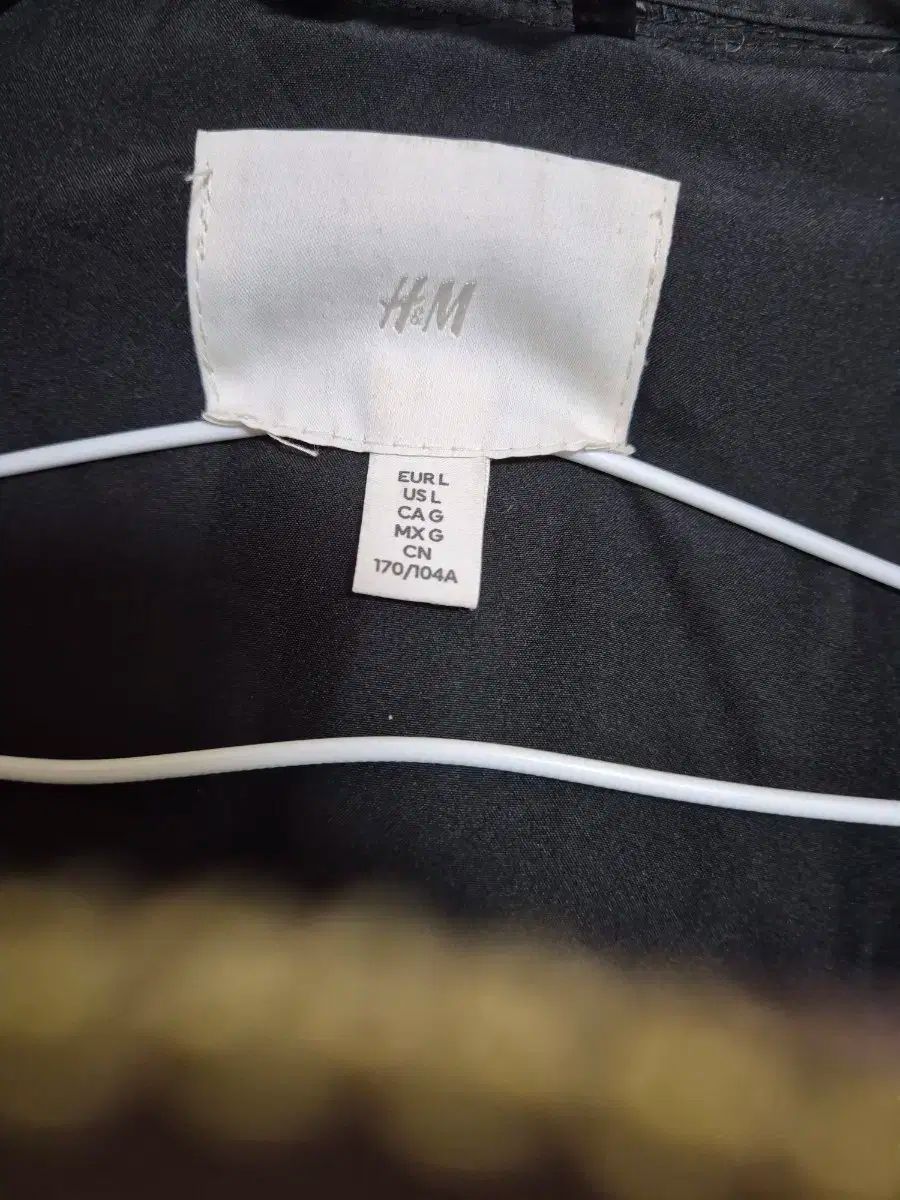 H&M
EUR L
US L
CA G
MX G
CN
170/104A